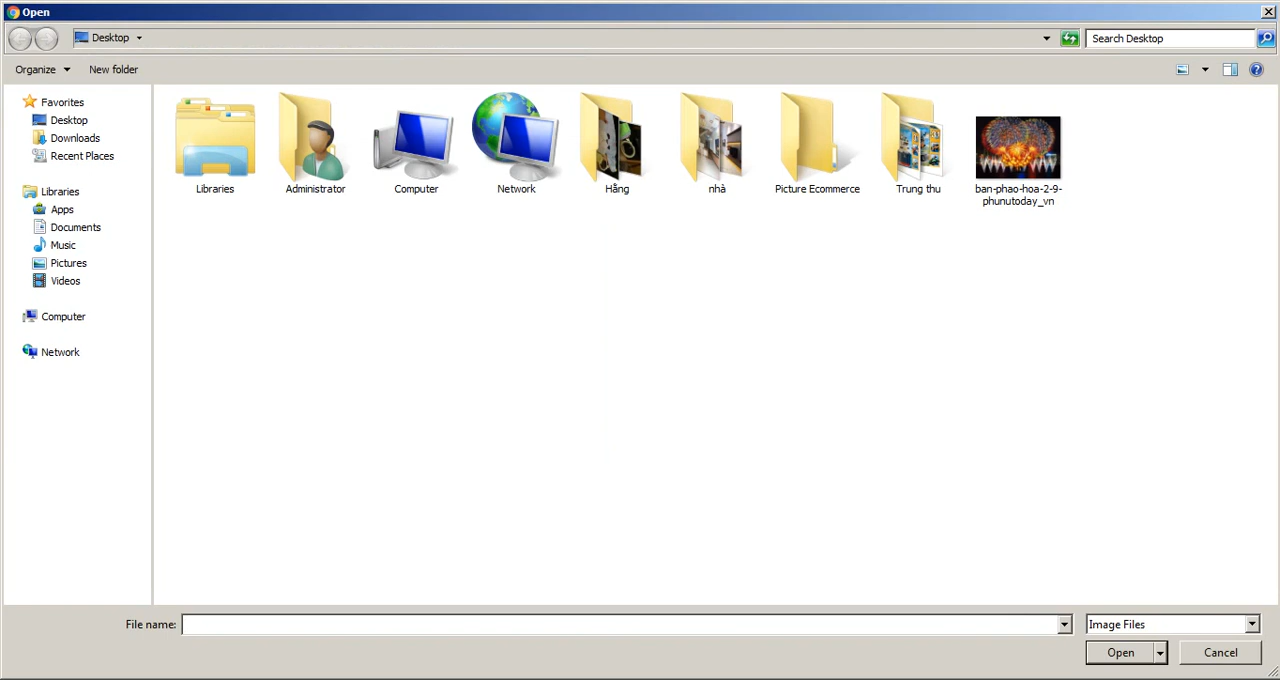 Open
Desktop
Search Desktop
Organize
New folder
Favorites
Desktop
Downloads
Recent Places
Libraries
Apps
Documents
Music
Pictures
Videos
Computer
Network
Libraries
Administrator
Computer
Network
Hằng
nhà
Picture Ecommerce
Trung thu
ban-phao-hoa-2-9-
phunutoday_vn
File name:
Image Files
Open
Cancel